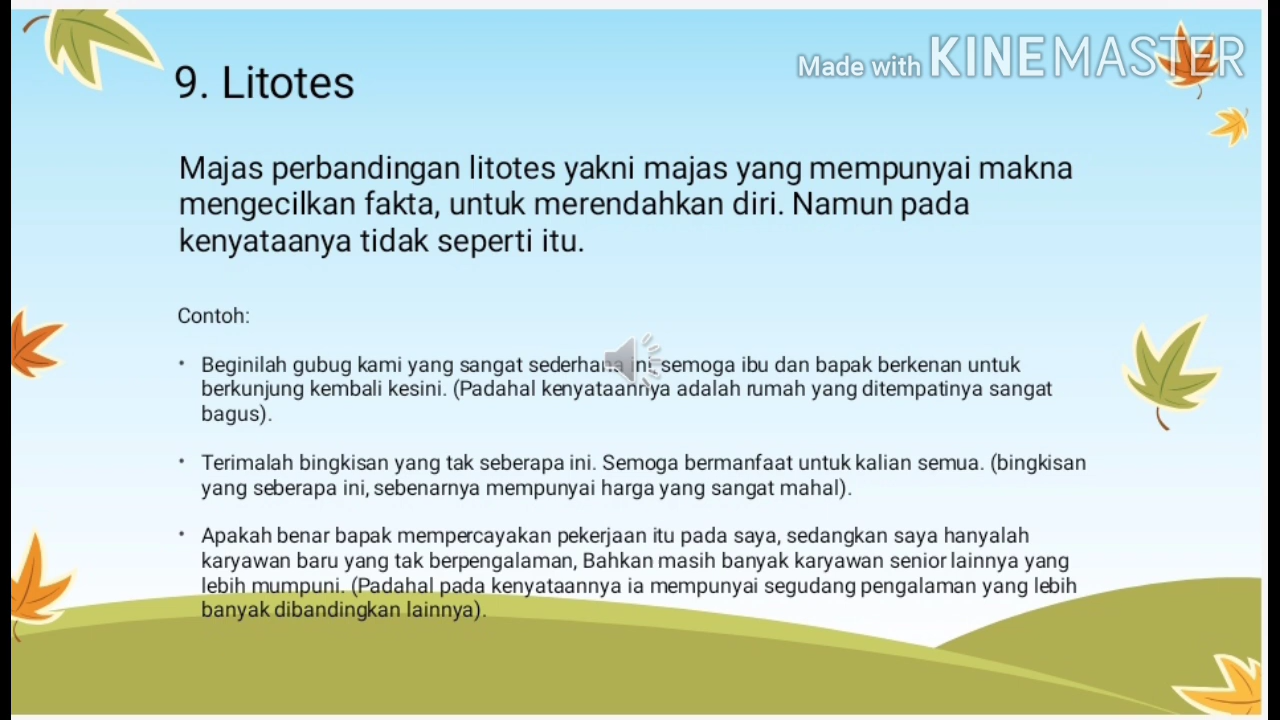 Made with KINEMASTER
9. Litotes
Majas perbandingan litotes yakni majas yang mempunyai makna
mengecilkan fakta, untuk merendahkan diri. Namun pada
kenyataanya tidak seperti itu.
Contoh:
• Beginilah gubug kami yang sangat sederhana ini, semoga ibu dan bapak berkenan untuk
berkunjung kembali kesini. (Padahal kenyataannya adalah rumah yang ditempatinya sangat
bagus).
• Terimalah bingkisan yang tak seberapa ini. Semoga bermanfaat untuk kalian semua. (bingkisan
yang seberapa ini, sebenarnya mempunyai harga yang sangat mahal).
• Apakah benar bapak mempercayakan pekerjaan itu pada saya, sedangkan saya hanyalah
karyawan baru yang tak berpengalaman, Bahkan masih banyak karyawan senior lainnya yang
lebih mumpuni. (Padahal pada kenyataannya ia mempunyai segudang pengalaman yang lebih
banyak dibandingkan lainnya).